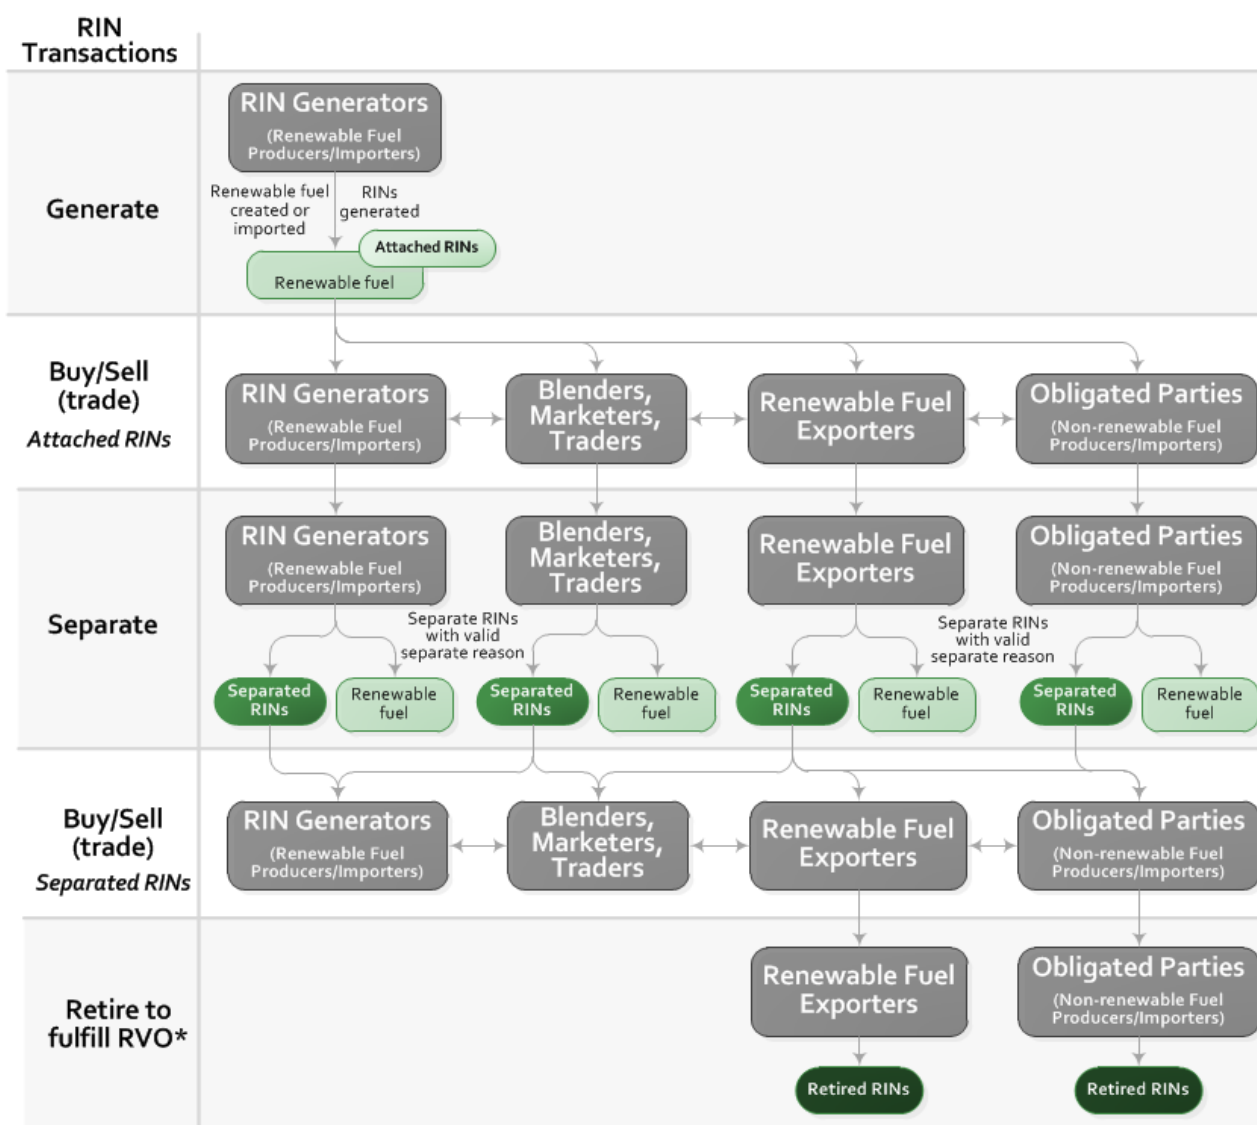 RIN
Transactions
Generate
RIN Generators
(Renewable Fuel
Producers/Importers)
Renewable fuel
created or
imported
RINs
generated
Attached RINs
Renewable fuel
Buy/Sell
(trade)
Attached RINs
RIN Generators
(Renewable Fuel
Producers/Importers)
Blenders,
Marketers,
Traders
Renewable Fuel
Exporters
Obligated Parties
(Non-renewable Fuel
Producers/Importers)
Separate
RIN Generators
(Renewable Fuel
Producers/Importers)
Blenders,
Marketers,
Traders
Renewable Fuel
Exporters
Obligated Parties
(Non-renewable Fuel
Producers/Importers)
Separate RINs
with valid
separate reason
Separate RINs
with valid
separate reason
Separated
RINs
Renewable
fuel
Separated
RINs
Renewable
fuel
Separated
RINs
Renewable
fuel
Separated
RINs
Renewable
fuel
Buy/Sell
(trade)
Separated RINs
RIN Generators
(Renewable Fuel
Producers/Importers)
Blenders,
Marketers,
Traders
Renewable Fuel
Exporters
Obligated Parties
(Non-renewable Fuel
Producers/Importers)
Retire to
fulfill RVO*
Renewable Fuel
Exporters
Obligated Parties
(Non-renewable Fuel
Producers/Importers)
Retired RINs
Retired RINs